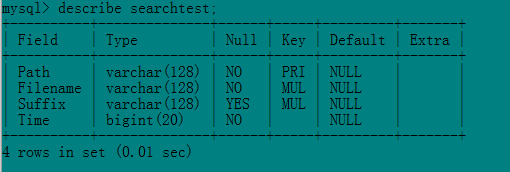 mysql> describe searchtest;
+----------+--------------+------+-----+---------+-------+
| Field | Type | Null | Key | Default | Extra |
+----------+--------------+------+-----+---------+-------+
| Path | varchar(128) | NO | PRI | NULL | |
| Filename | varchar(128) | NO | MUL | NULL | |
| Suffix | varchar(128) | YES | MUL | NULL | |
| Time | bigint(20) | NO | | NULL | |
+----------+--------------+------+-----+---------+-------+
4 rows in set (0.01 sec)